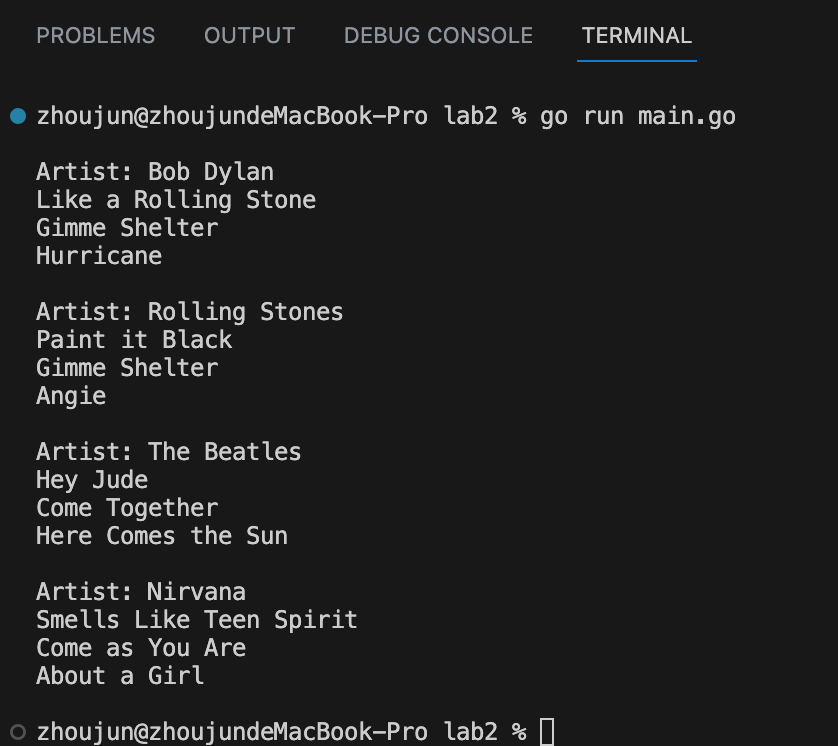 PROBLEMS OUTPUT DEBUG CONSOLE TERMINAL
zhoujun@zhoujundeMacBook-Pro lab2 % go run main.go
Artist: Bob Dylan
Like a Rolling Stone
Gimme Shelter
Hurricane
Artist: Rolling Stones
Paint it Black
Gimme Shelter
Angie
Artist: The Beatles
Hey Jude
Come Together
Here Comes the Sun
Artist: Nirvana
Smells Like Teen Spirit
Come as You Are
About a Girl
zhoujun@zhoujundeMacBook-Pro lab2 %